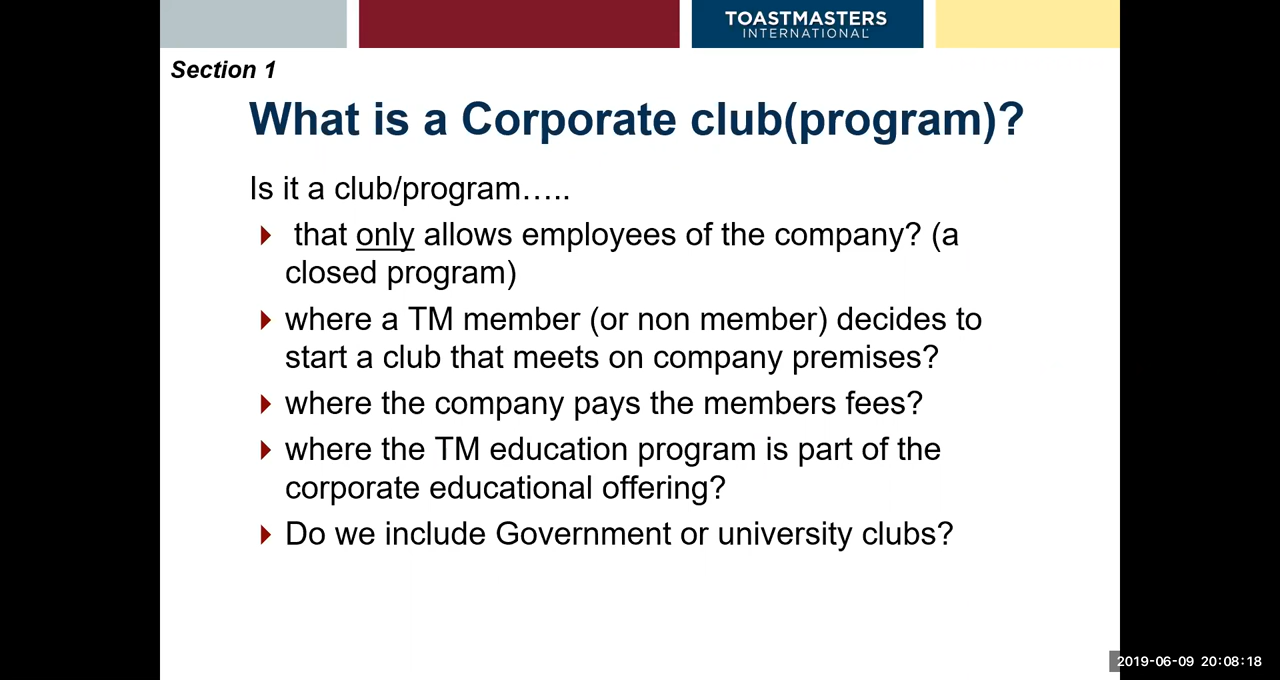 TOASTMASTERS
INTERNATIONAL
Section 1
What is a Corporate club(program)?
Is it a club/program…..
that only allows employees of the company? (a
closed program)
where a TM member (or non member) decides to
start a club that meets on company premises?
where the company pays the members fees?
where the TM education program is part of the
corporate educational offering?
Do we include Government or university clubs?
2019-06-09 20:08:18